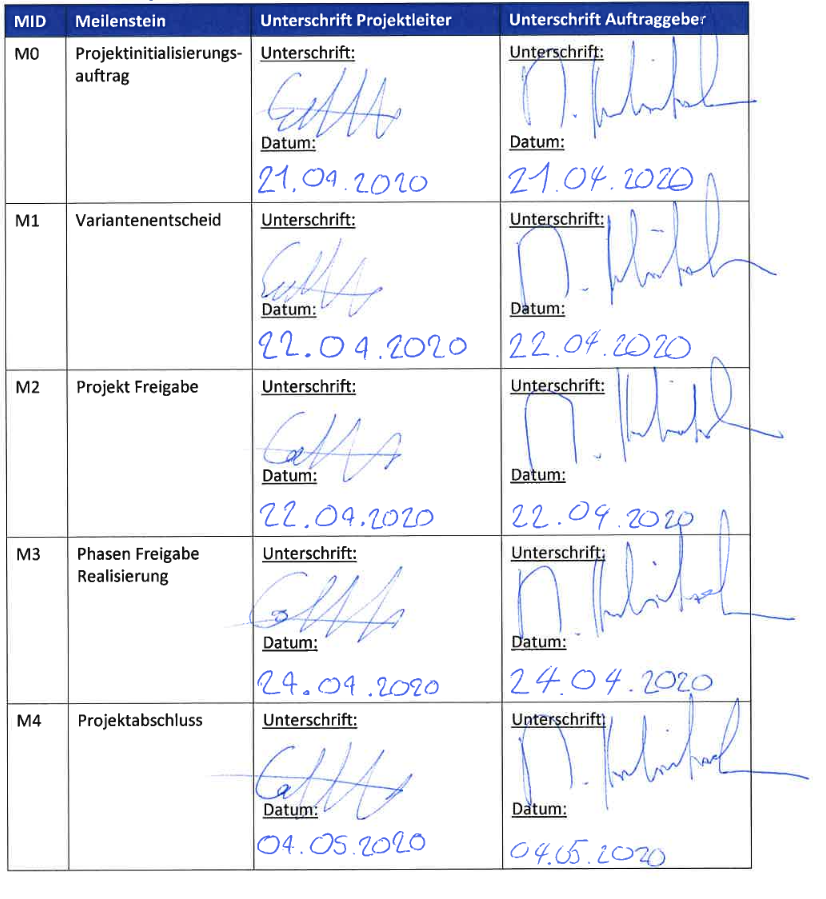 MID Meilenstein Unterschrift Projektleiter Unterschrift Auftraggeber
M0 Projektinitialisierungs- Unterschrift: Unterschrift:
auftrag
Datum: Datum:
21.04.2020 21.04.2020
M1 Variantenentscheid Unterschrift: Unterschrift:
Datum: Datum:
22.04.2020 22.04.2020
M2 Projekt Freigabe Unterschrift: Unterschrift:
Datum: Datum:
22.04.2020 22.04.2020
M3 Phasen Freigabe Unterschrift: Unterschrift:
Realisierung
Datum: Datum:
24.04.2020 24.04.2020
M4 Projektabschluss Unterschrift: Unterschrift:
Datum: Datum:
04.05.2020 04.05.2020